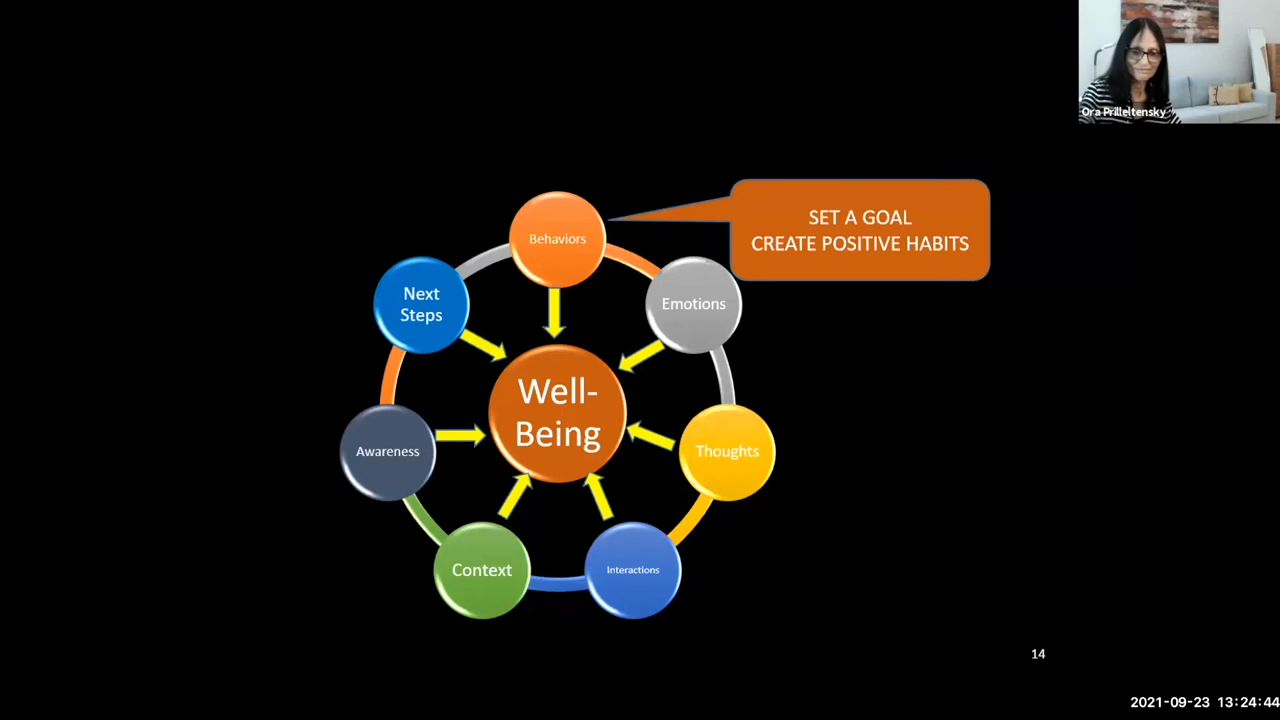 Ora Prilleltensky
SET A GOAL
CREATE POSITIVE HABITS
Behaviors
Emotions
Next
Steps
Well-
Being
Thoughts
Awareness
Context
Interactions
14
2021-09-23 13:24:44